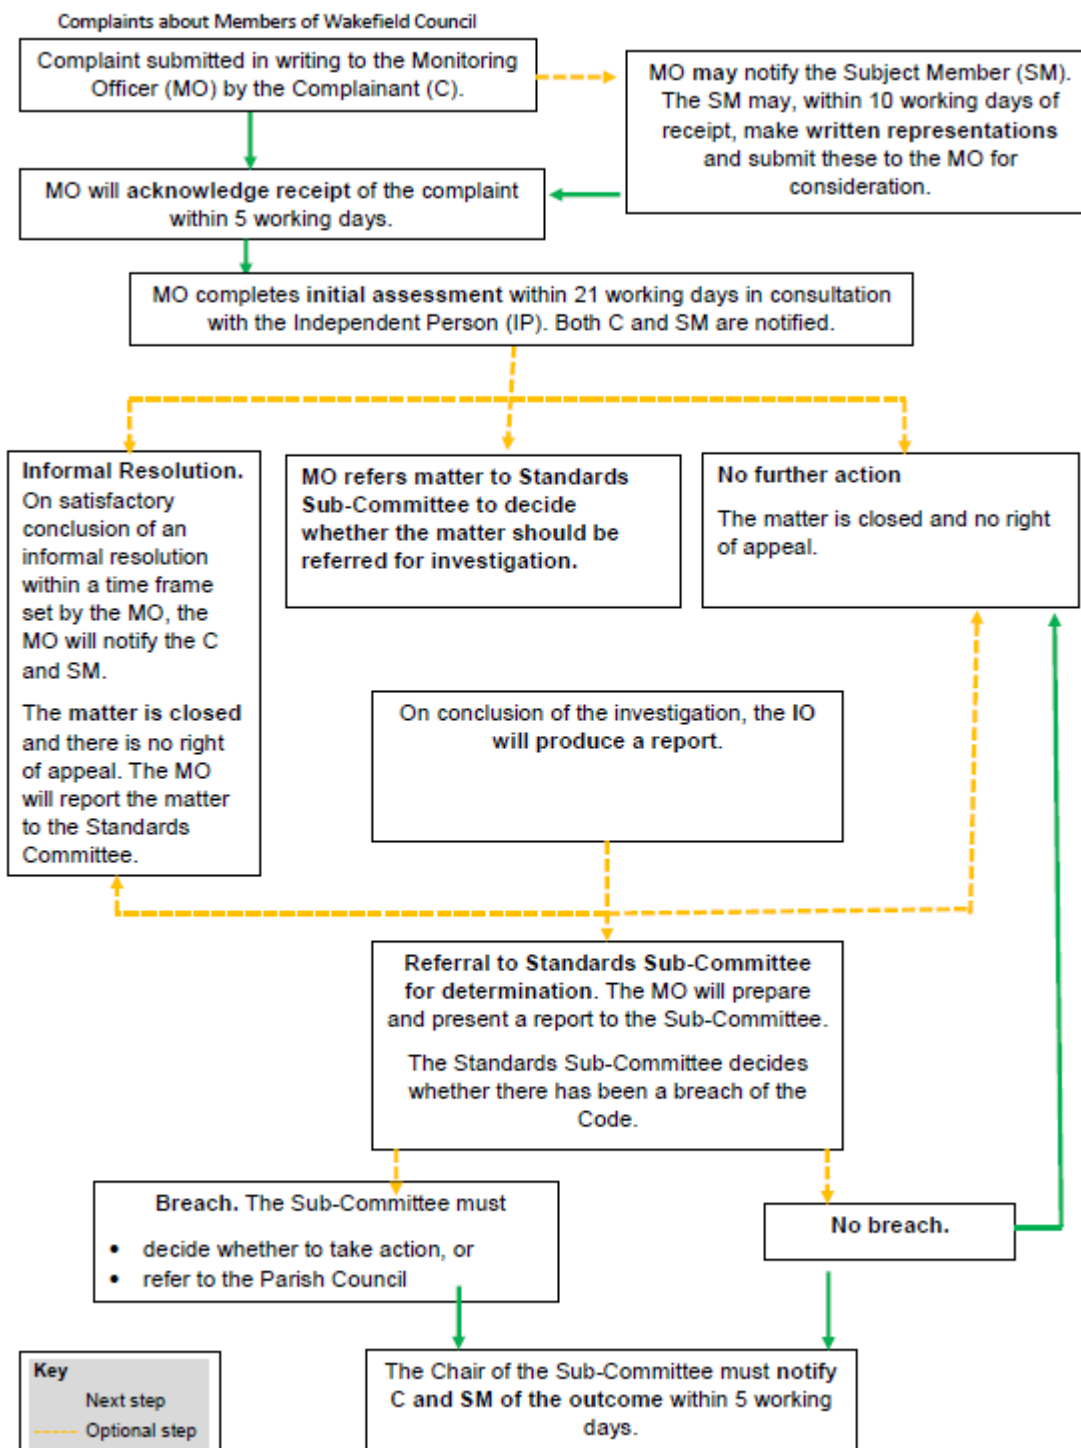 Complaints about Members of Wakefield Council
Complaint submitted in writing to the Monitoring
Officer (MO) by the Complainant (C).
MO may notify the Subject Member (SM).
The SM may, within 10 working days of
receipt, make written representations
and submit these to the MO for
consideration.
MO will acknowledge receipt of the complaint
within 5 working days.
MO completes initial assessment within 21 working days in consultation
with the Independent Person (IP). Both C and SM are notified.
Informal Resolution.
On satisfactory
conclusion of an
informal resolution
within a time frame
set by the MO, the
MO will notify the C
and SM.
The matter is closed
and there is no right
of appeal. The MO
will report the matter
to the Standards
Committee.
MO refers matter to Standards
Sub-Committee to decide
whether the matter should be
referred for investigation.
No further action
The matter is closed and no right
of appeal.
On conclusion of the investigation, the IO
will produce a report.
Referral to Standards Sub-Committee
for determination. The MO will prepare
and present a report to the Sub-Committee.
The Standards Sub-Committee decides
whether there has been a breach of the
Code.
Breach. The Sub-Committee must
• decide whether to take action, or
• refer to the Parish Council
No breach.
The Chair of the Sub-Committee must notify
C and SM of the outcome within 5 working
days.
Key
Next step
Optional step